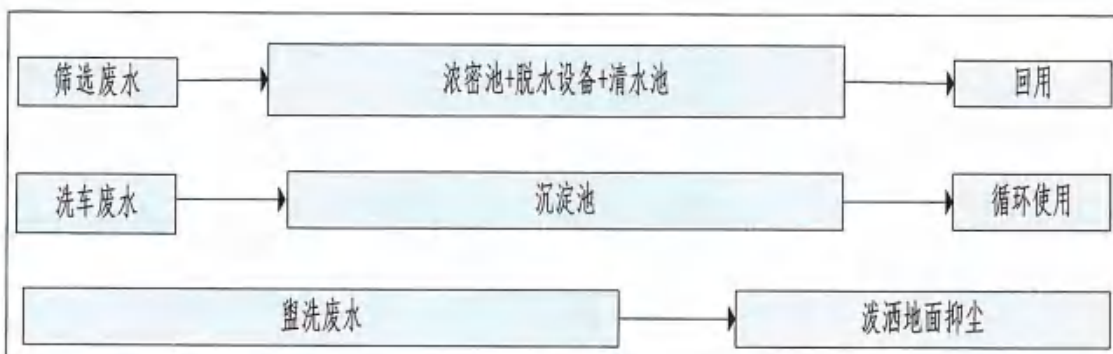 筛选废水
浓密池+脱水设备+清水池
回用
洗车废水
沉淀池
循环使用
盥洗废水
泼洒地面抑尘